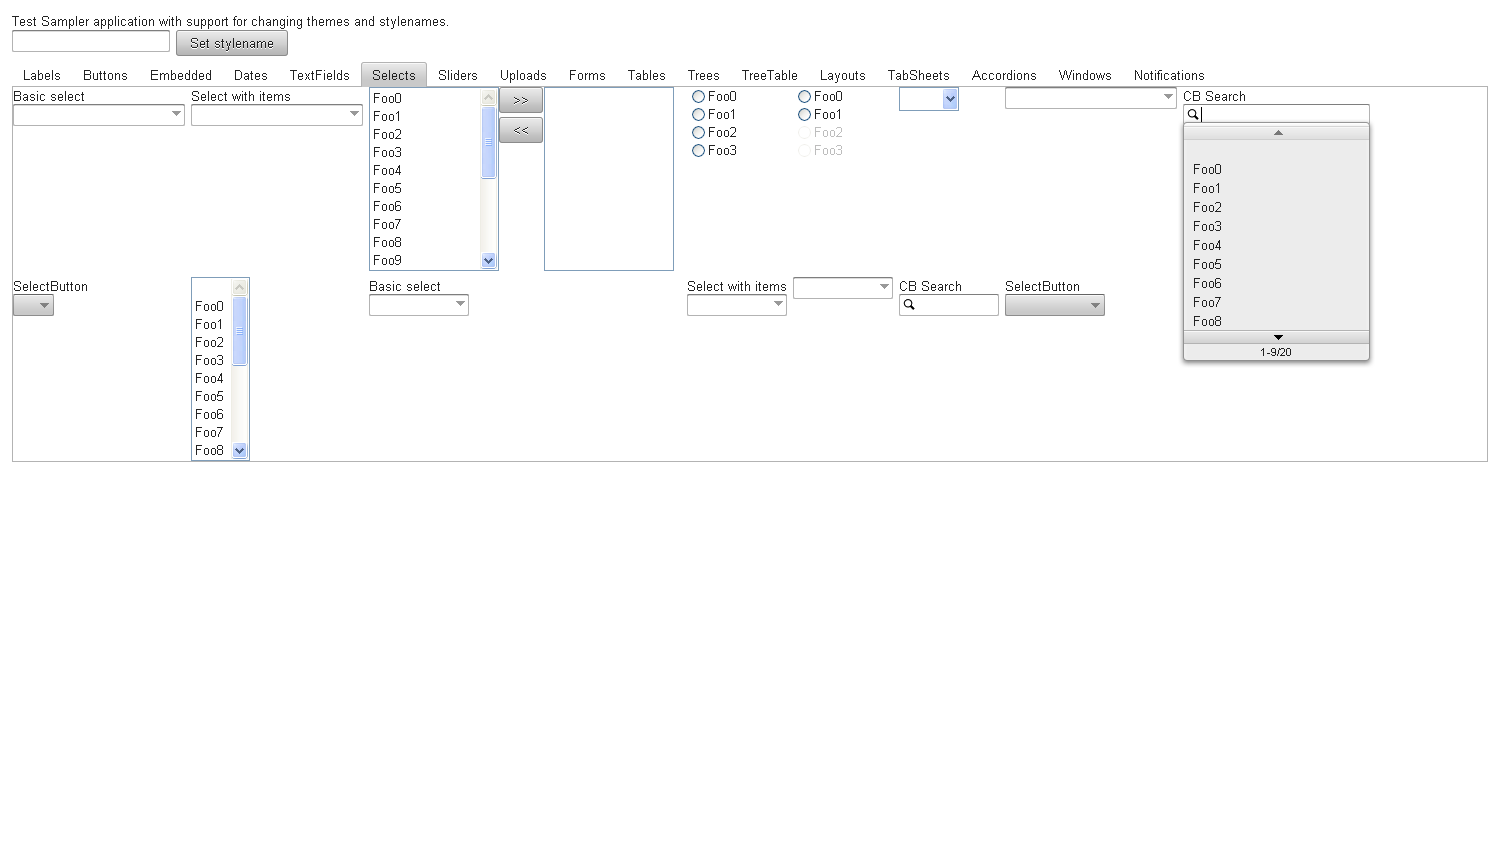 Test Sampler application with support for changing themes and stylenames.
Set stylename
Labels Buttons Embedded Dates TextFields Selects Sliders Uploads Forms Tables Trees TreeTable Layouts TabSheets Accordions Windows Notifications
Basic select
Select with items
Foo0
Foo1
Foo2
Foo3
Foo4
Foo5
Foo6
Foo7
Foo8
Foo9
>>
<<
Foo0
Foo1
Foo2
Foo3
Foo0
Foo1
Foo2
Foo3
CB Search
Foo0
Foo1
Foo2
Foo3
Foo4
Foo5
Foo6
Foo7
Foo8
1-9/20
SelectButton
Foo0
Foo1
Foo2
Foo3
Foo4
Foo5
Foo6
Foo7
Foo8
Basic select
Select with items
CB Search
SelectButton